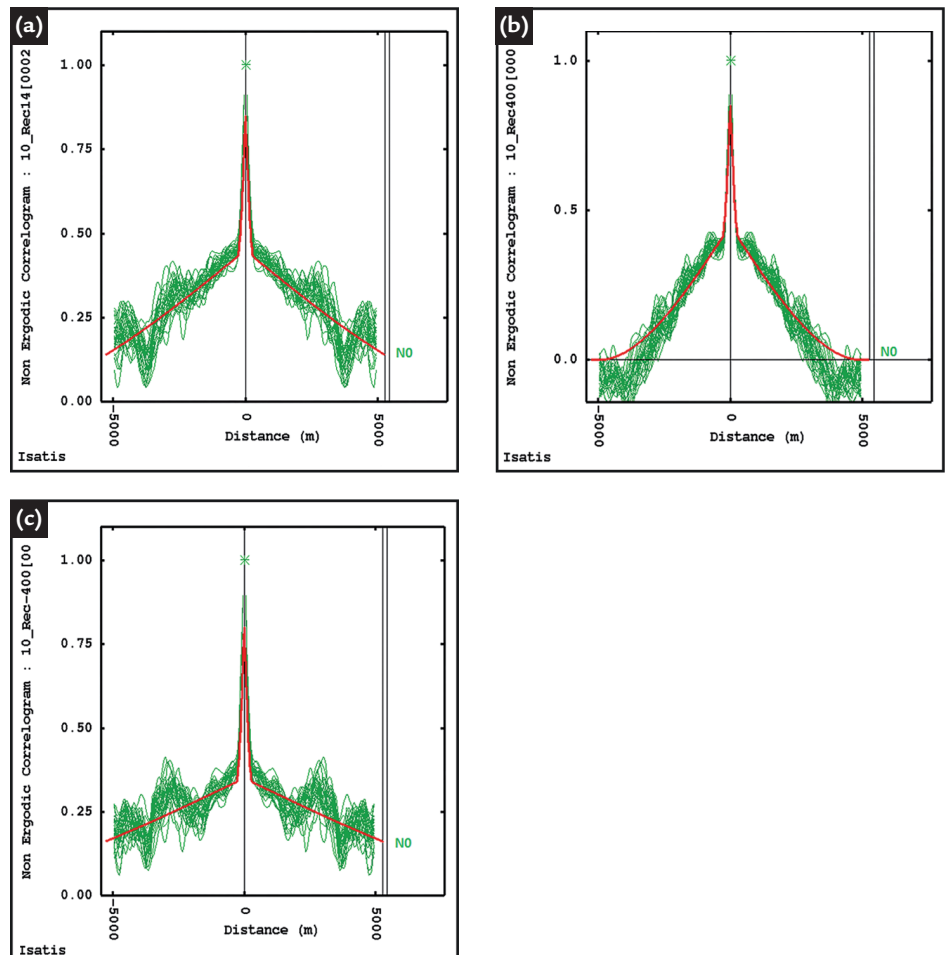 (a)
Non Ergodic Correlogram : 10_Rec14[0002
1.00
0.75
0.50
0.25
0.00
N0
-5000
0
5000
Distance (m)
Isatis
(b)
Non Ergodic Correlogram : 10_Rec400[000
1.0
0.5
0.0
N0
-5000
0
5000
Distance (m)
Isatis
(c)
Non Ergodic Correlogram : 10_Rec-400[00
1.00
0.75
0.50
0.25
0.00
N0
-5000
0
5000
Distance (m)
Isatis